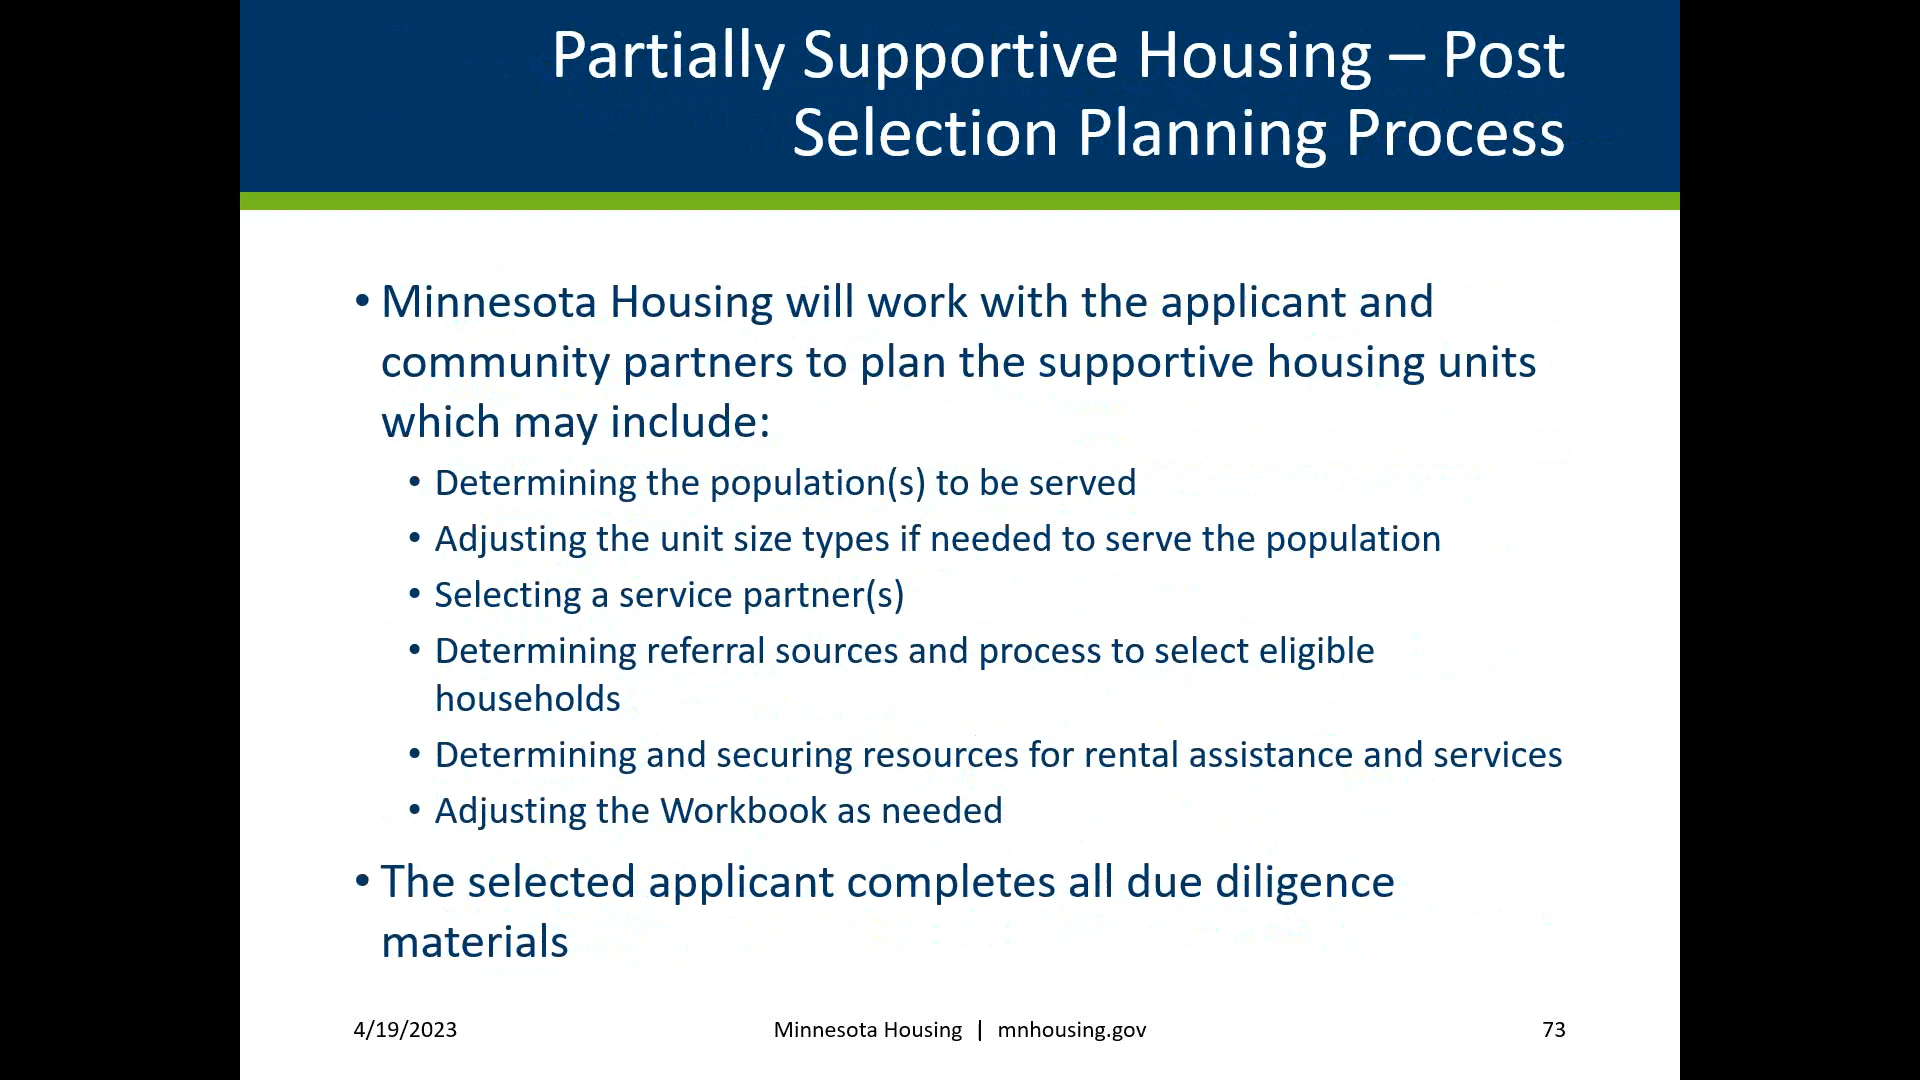 Partially Supportive Housing – Post
Selection Planning Process
• Minnesota Housing will work with the applicant and
community partners to plan the supportive housing units
which may include:
• Determining the population(s) to be served
• Adjusting the unit size types if needed to serve the population
• Selecting a service partner(s)
• Determining referral sources and process to select eligible
households
• Determining and securing resources for rental assistance and services
• Adjusting the Workbook as needed
• The selected applicant completes all due diligence
materials
4/19/2023 Minnesota Housing | mnhousing.gov 73